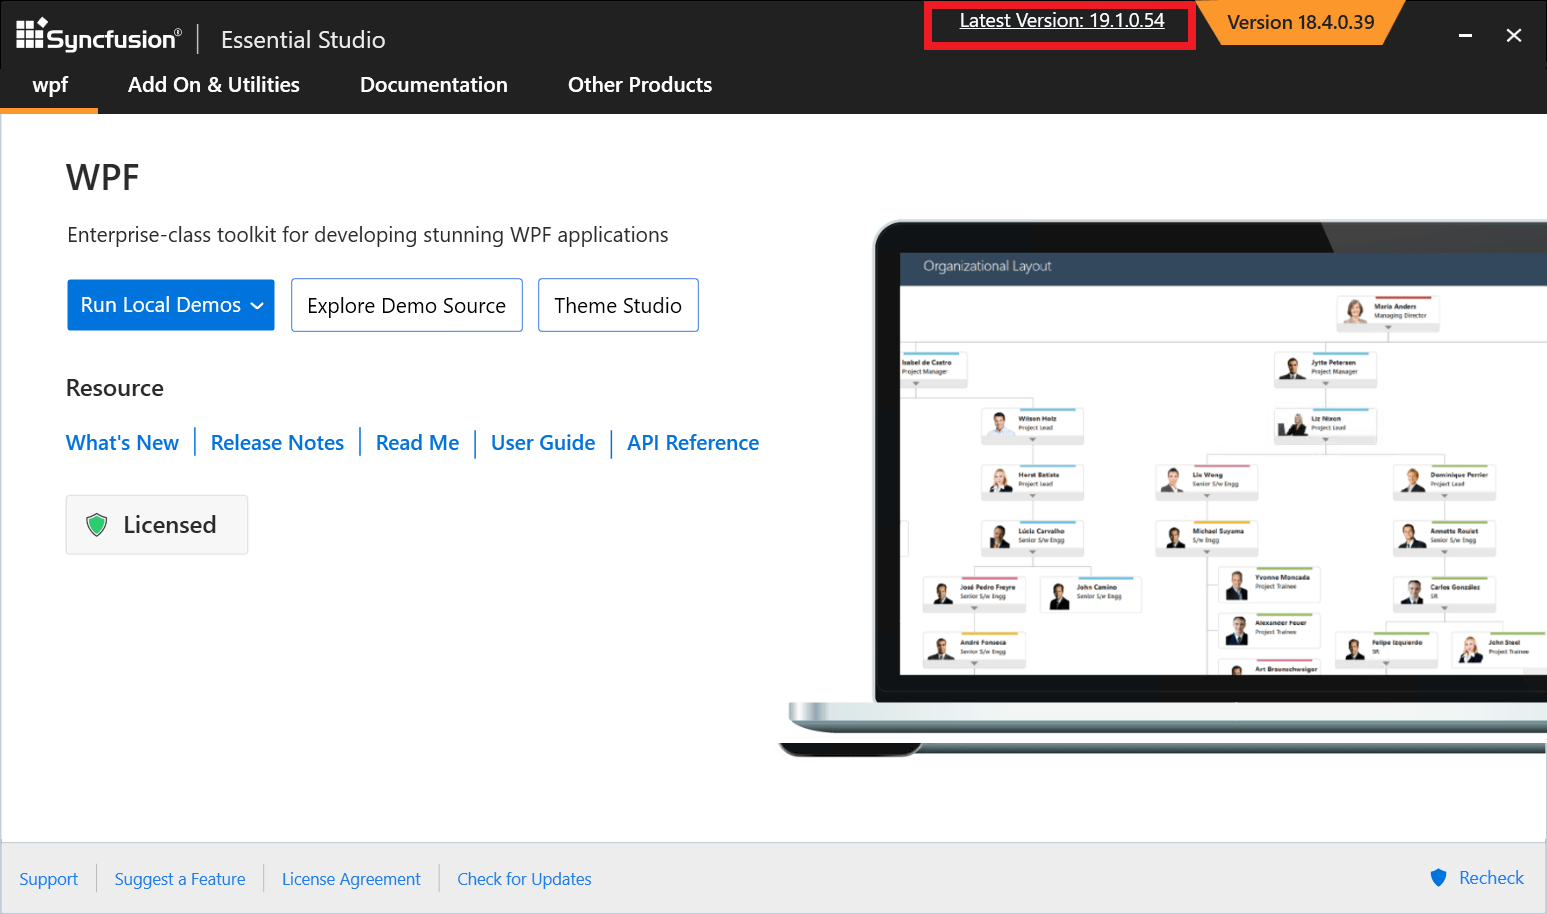 Syncfusion® | Essential Studio
Latest Version: 19.1.0.54
Version 18.4.0.39
wpf
Add On & Utilities
Documentation
Other Products
WPF
Enterprise-class toolkit for developing stunning WPF applications
Run Local Demos
Explore Demo Source
Theme Studio
Resource
What's New
Release Notes
Read Me
User Guide
API Reference
Licensed
Organizational Layout
Maria Anders
Managing Director
Isabel de Castro
Project Manager
Jytte Petersen
Project Manager
Wilson Holz
Project Lead
Liz Nixon
Project Lead
Horst Batista
Project Lead
Liu Wong
Senior S/w Engg
Dominique Perrier
Project Lead
Lúcia Carvalho
Senior S/w Engg
Michael Suyama
S/w Engg
Annette Roulet
Senior S/w Engg
José Pedro Freyre
Senior S/w Engg
John Camino
Senior S/w Engg
Yvonne Moncada
Project Trainee
Carlos González
SR
Alexander Feuer
Project Trainee
André Fonseca
Senior S/w Engg
Felipe Izquierdo
SR
John Steel
Project Trainee
Art Braunschweiger
Support
Suggest a Feature
License Agreement
Check for Updates
Recheck